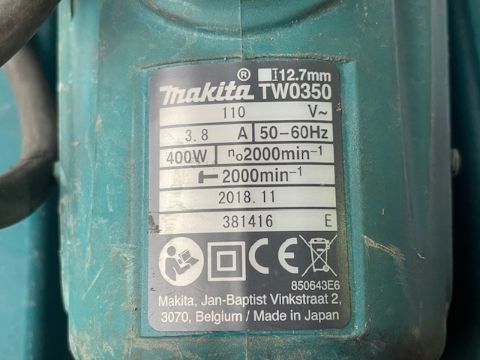 ® 12.7mm
makita TW0350
110 V~
3.8 A 50-60Hz
400W n₀2000min⁻¹
2000min⁻¹
2018.11
381416 E
CE
850643E6
Makita, Jan-Baptist Vinkstraat 2,
3070, Belgium / Made in Japan